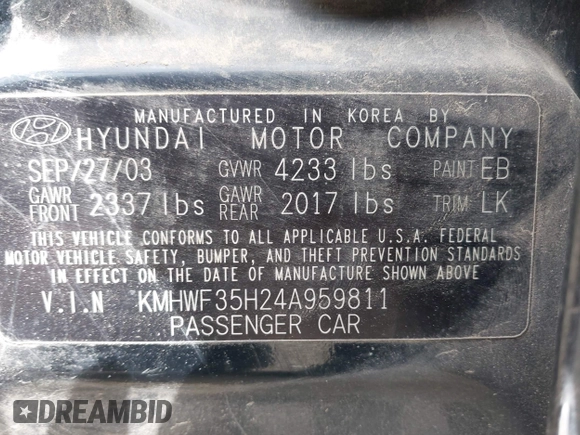 MANUFACTURED IN KOREA BY
HYUNDAI MOTOR COMPANY
SEP/27/03 GVWR 4233 lbs PAINT EB
GAWR FRONT 2337 lbs GAWR REAR 2017 lbs TRIM LK
THIS VEHICLE CONFORMS TO ALL APPLICABLE U.S.A. FEDERAL
MOTOR VEHICLE SAFETY, BUMPER, AND THEFT PREVENTION STANDARDS
IN EFFECT ON THE DATE OF MANUFACTURE SHOWN ABOVE
V.I.N KMHWF35H24A959811
PASSENGER CAR
DREAMBID